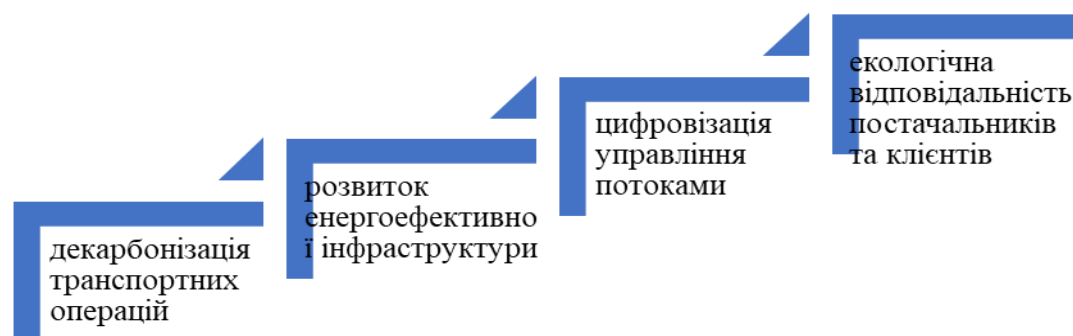 декарбонізація
транспортних
операцій
розвиток
енергоефективно
ї інфраструктури
цифровізація
управління
потоками
екологічна
відповідальність
постачальників
та клієнтів